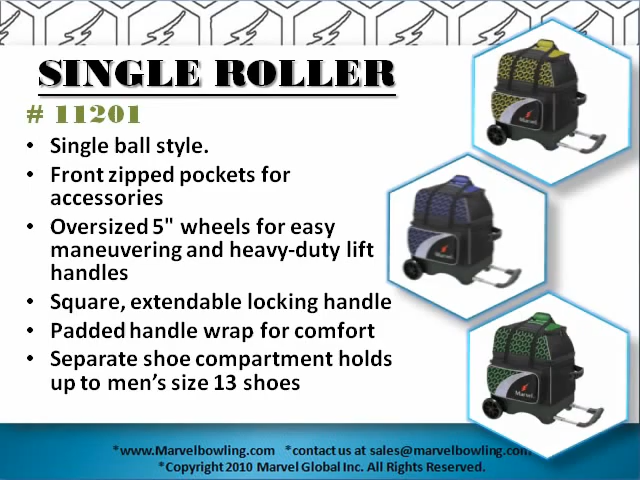 SINGLE ROLLER
# 11201
• Single ball style.
• Front zipped pockets for
accessories
• Oversized 5" wheels for easy
maneuvering and heavy-duty lift
handles
• Square, extendable locking handle
• Padded handle wrap for comfort
• Separate shoe compartment holds
up to men’s size 13 shoes
Marvel
Marvel
Marvel
*www.Marvelbowling.com *contact us at sales@marvelbowling.com
*Copyright 2010 Marvel Global Inc. All Rights Reserved.